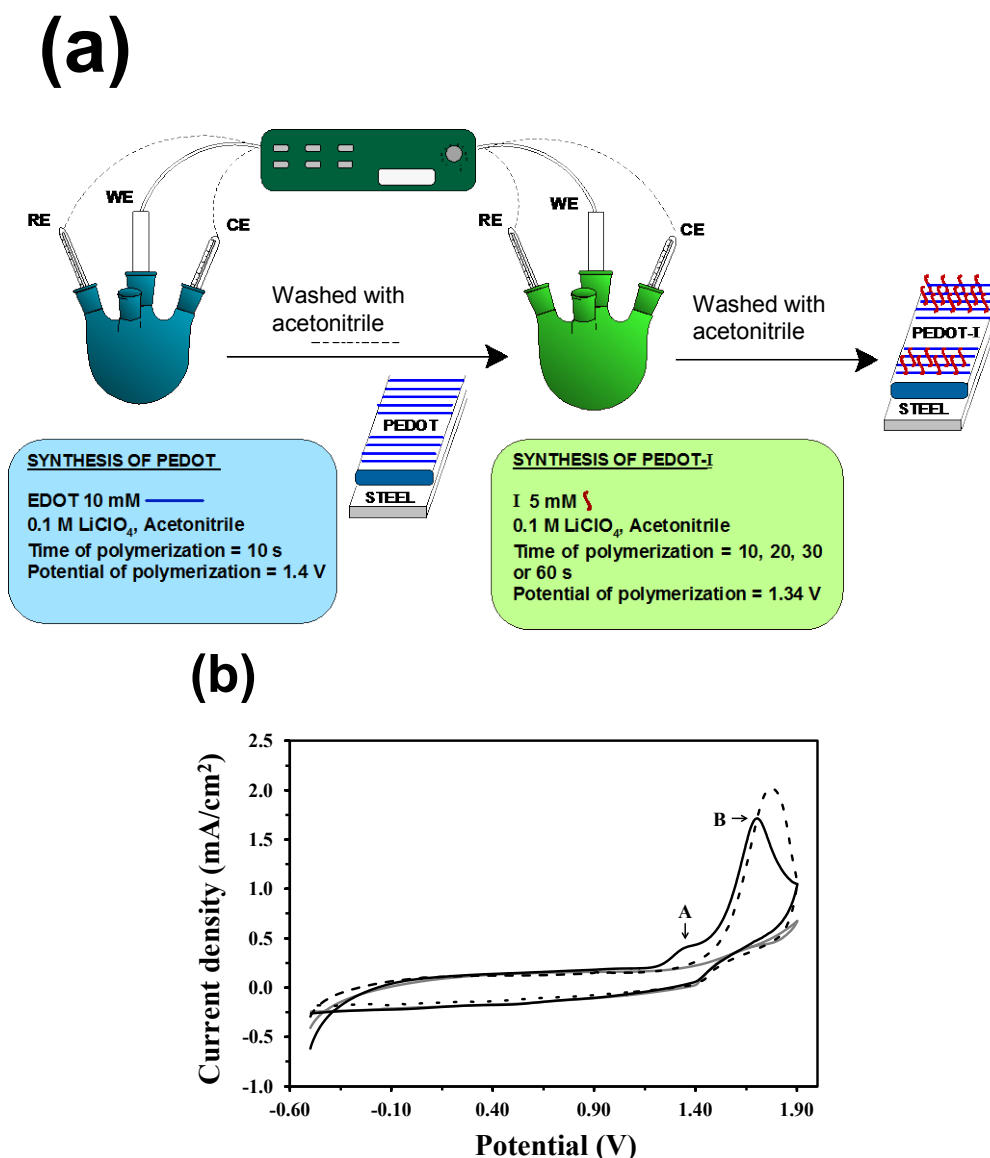 (a)
WE
RE
CE
WE
RE
CE
Washed with
acetonitrile
Washed with
acetonitrile
PEDOT
STEEL
PEDOT-I
STEEL
SYNTHESIS OF PEDOT
EDOT 10 mM
0.1 M LiClO4, Acetonitrile
Time of polymerization = 10 s
Potential of polymerization = 1.4 V
SYNTHESIS OF PEDOT-I
I 5 mM
0.1 M LiClO4, Acetonitrile
Time of polymerization = 10, 20, 30
or 60 s
Potential of polymerization = 1.34 V
(b)
Current density (mA/cm²)
2.5
2.0
1.5
1.0
0.5
0.0
-0.5
-1.0
B
A
-0.60 -0.10 0.40 0.90 1.40 1.90
Potential (V)